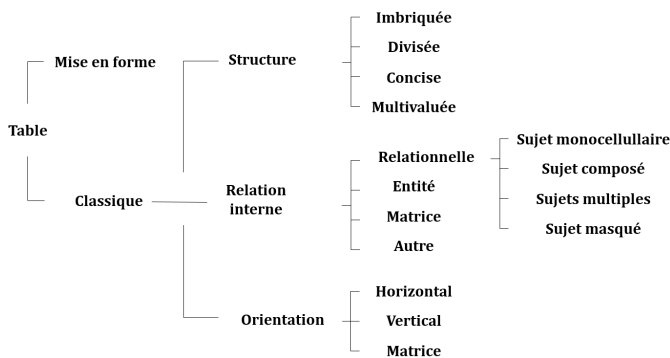 Imbriquée
Structure
Divisée
Mise en forme
Concise
Multivaluée
Table
Sujet monocellullaire
Relationnelle
Sujet composé
Entité
Classique
Relation
interne
Sujets multiples
Matrice
Sujet masqué
Autre
Horizontal
Orientation
Vertical
Matrice